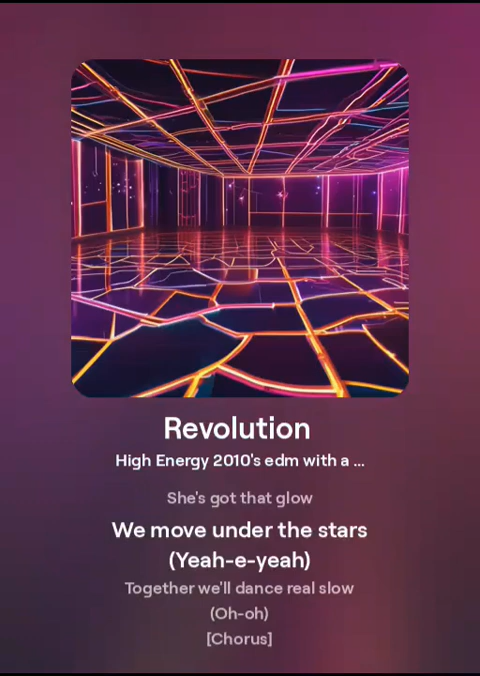 Revolution
High Energy 2010's edm with a ...
She's got that glow
We move under the stars
(Yeah-e-yeah)
Together we'll dance real slow
(Oh-oh)
[Chorus]